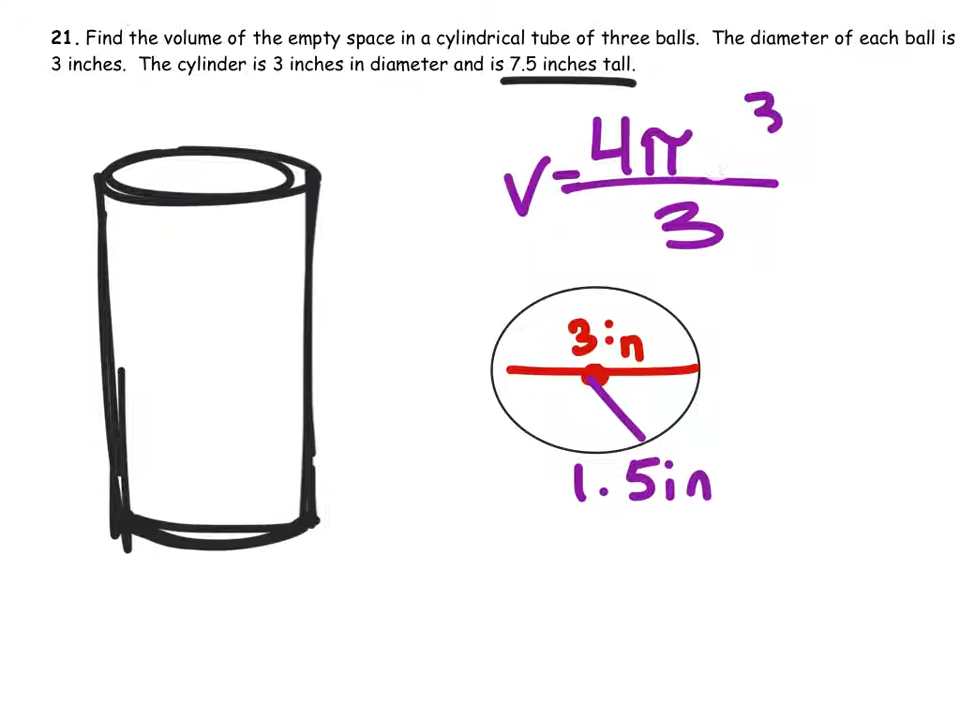 21. Find the volume of the empty space in a cylindrical tube of three balls. The diameter of each ball is
3 inches. The cylinder is 3 inches in diameter and is 7.5 inches tall.
V = 4π ³
3
3in
1.5in